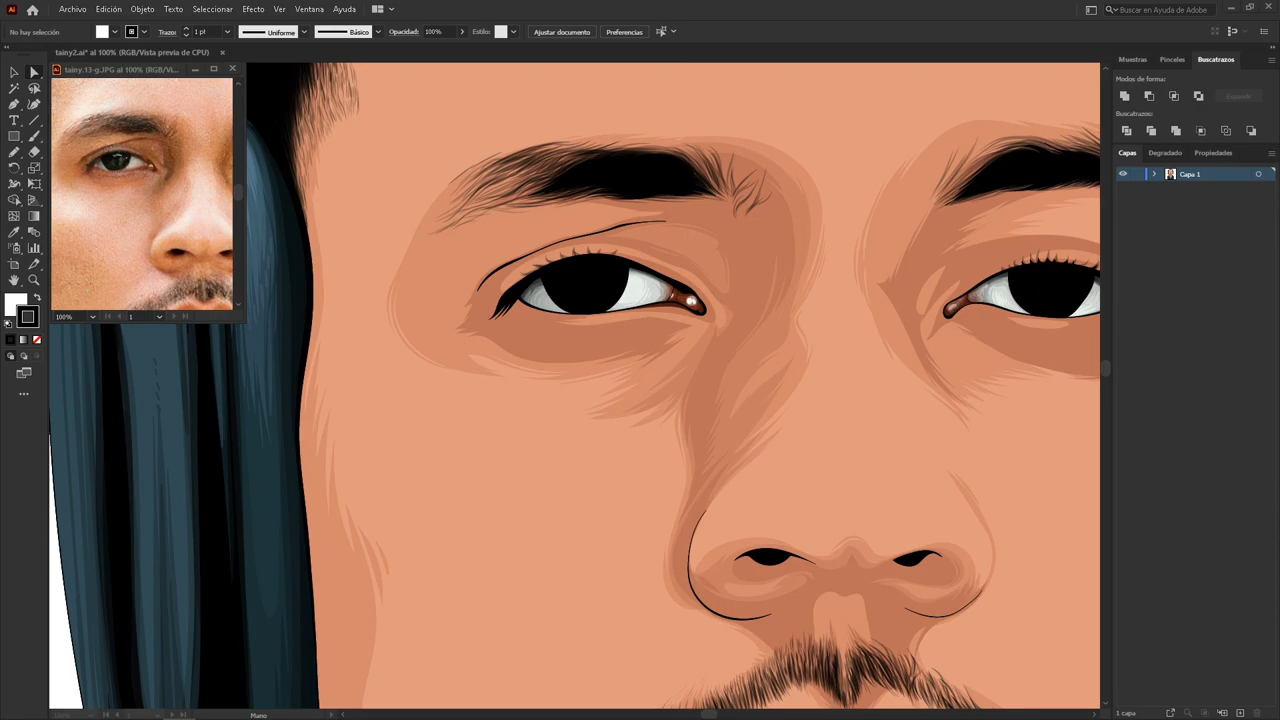 Ai
Archivo Edición Objeto Texto Seleccionar Efecto Ver Ventana Ayuda
Buscar en Ayuda de Adobe
No hay selección
Trazo: 1 pt
Uniforme
Básico
Opacidad: 100%
Estilo:
Ajustar documento
Preferencias
tainy2.ai* al 100% (RGB/Vista previa de CPU)
tainy.13-g.JPG al 100% (RGB/Vi...
100%
1
Muestras Pinceles Buscatrazos
Modos de forma:
Expandir
Buscatrazos:
Capas Degradado Propiedades
Capa 1
Mano
1 capa